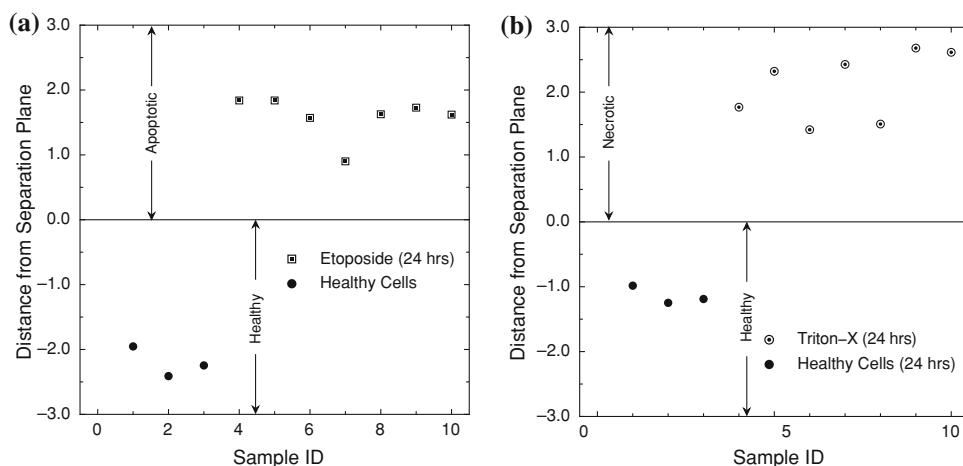 (a)
3.0
2.0
1.0
0.0
−1.0
−2.0
−3.0
Distance from Separation Plane
Apoptotic
Healthy
Etoposide (24 hrs)
Healthy Cells
0 2 4 6 8 10
Sample ID
(b)
3.0
2.0
1.0
0.0
−1.0
−2.0
−3.0
Distance from Separation Plane
Necrotic
Healthy
Triton−X (24 hrs)
Healthy Cells (24 hrs)
0 5 10
Sample ID